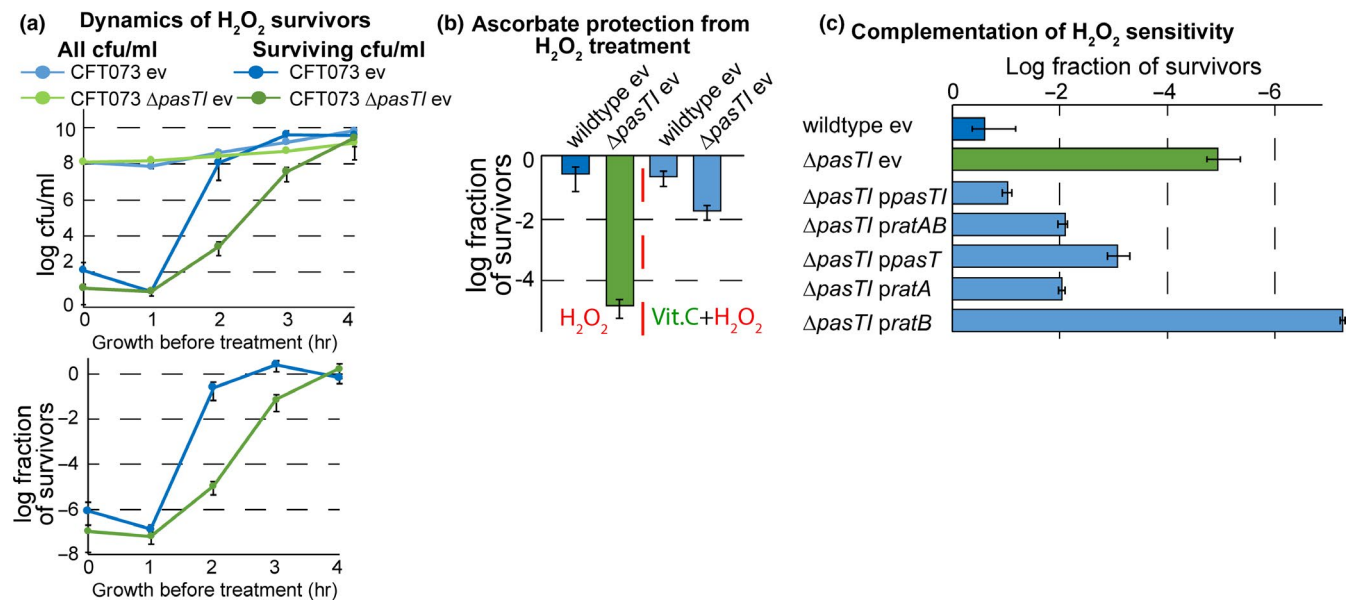 (a) Dynamics of H₂O₂ survivors
All cfu/ml Surviving cfu/ml
CFT073 ev CFT073 ev
CFT073 ΔpasTI ev CFT073 ΔpasTI ev
log cfu/ml
10
8
6
4
2
0
0 1 2 3 4
Growth before treatment (hr)
log fraction
of survivors
0
−2
−4
−6
−8
0 1 2 3 4
Growth before treatment (hr)
(b) Ascorbate protection from
H₂O₂ treatment
wildtype ev
ΔpasTI ev
wildtype ev
ΔpasTI ev
log fraction
of survivors
0
−2
−4
H₂O₂ Vit.C+H₂O₂
(c) Complementation of H₂O₂ sensitivity
Log fraction of survivors
0 −2 −4 −6
wildtype ev
ΔpasTI ev
ΔpasTI ppasTI
ΔpasTI pratAB
ΔpasTI ppasT
ΔpasTI pratA
ΔpasTI pratB